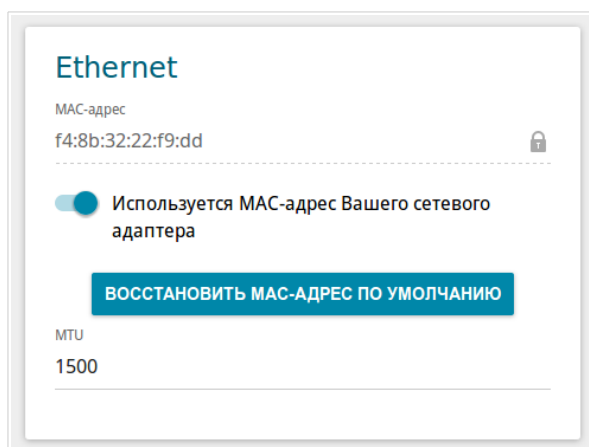 Ethernet
MAC-адрес
f4:8b:32:22:f9:dd
Используется MAC-адрес Вашего сетевого
адаптера
ВОССТАНОВИТЬ MAC-АДРЕС ПО УМОЛЧАНИЮ
MTU
1500